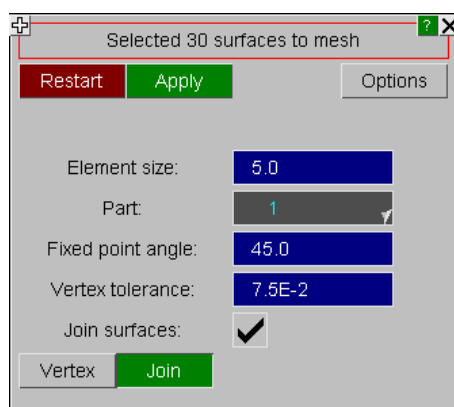 ? X
Selected 30 surfaces to mesh
Restart Apply Options
Element size: 5.0
Part: 1
Fixed point angle: 45.0
Vertex tolerance: 7.5E-2
Join surfaces:
Vertex Join